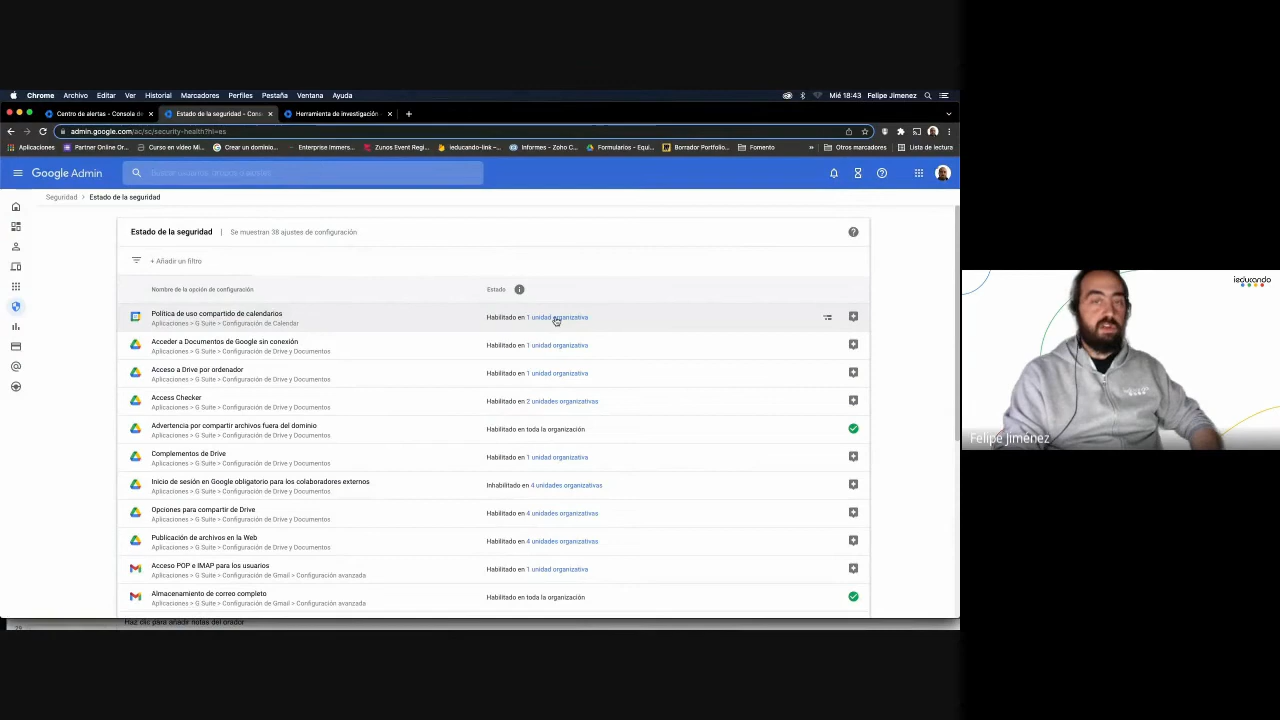 Chrome Archivo Editar Ver Historial Marcadores Perfiles Pestaña Ventana Ayuda Mié 18:43 Felipe Jimenez
Centro de alertas - Consola de Estado de la seguridad - Cons Herramienta de investigación -
admin.google.com/ac/sc/security-health?hl=es
Aplicaciones Partner Online Or... Curso en vídeo Mi... Crear un dominio... Enterprise Immers... Zunos Event Regi... ieducando-link -... Informes - Zoho C... Formularios - Equi... Borrador Portfolio... Fomento » Otros marcadores Lista de lectura
Google Admin Buscar usuarios, grupos o ajustes
Seguridad > Estado de la seguridad
Estado de la seguridad | Se muestran 38 ajustes de configuración
+ Añadir un filtro
Nombre de la opción de configuración Estado
Política de uso compartido de calendarios Habilitado en 1 unidad organizativa
Aplicaciones > G Suite > Configuración de Calendar
Acceder a Documentos de Google sin conexión Habilitado en 1 unidad organizativa
Aplicaciones > G Suite > Configuración de Drive y Documentos
Acceso a Drive por ordenador Habilitado en 1 unidad organizativa
Aplicaciones > G Suite > Configuración de Drive y Documentos
Access Checker Habilitado en 2 unidades organizativas
Aplicaciones > G Suite > Configuración de Drive y Documentos
Advertencia por compartir archivos fuera del dominio Habilitado en toda la organización
Aplicaciones > G Suite > Configuración de Drive y Documentos
Complementos de Drive Habilitado en 1 unidad organizativa
Aplicaciones > G Suite > Configuración de Drive y Documentos
Inicio de sesión en Google obligatorio para los colaboradores externos Inhabilitado en 4 unidades organizativas
Aplicaciones > G Suite > Configuración de Drive y Documentos
Opciones para compartir de Drive Habilitado en 4 unidades organizativas
Aplicaciones > G Suite > Configuración de Drive y Documentos
Publicación de archivos en la Web Habilitado en 4 unidades organizativas
Aplicaciones > G Suite > Configuración de Drive y Documentos
Acceso POP e IMAP para los usuarios Habilitado en 1 unidad organizativa
Aplicaciones > G Suite > Configuración de Gmail > Configuración avanzada
Almacenamiento de correo completo Habilitado en toda la organización
Aplicaciones > G Suite > Configuración de Gmail > Configuración avanzada
Haz clic para añadir notas del orador
ieducando
Felipe Jiménez